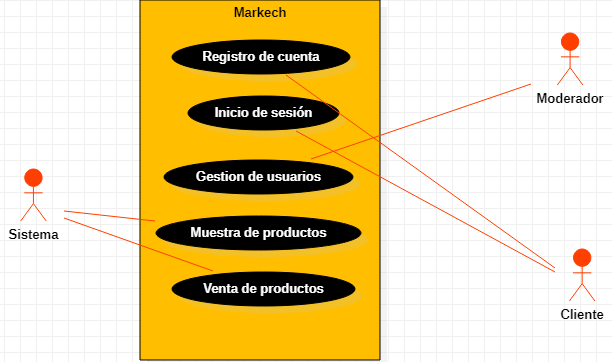 Markech
Registro de cuenta
Inicio de sesión
Gestion de usuarios
Muestra de productos
Venta de productos
Sistema
Moderador
Cliente